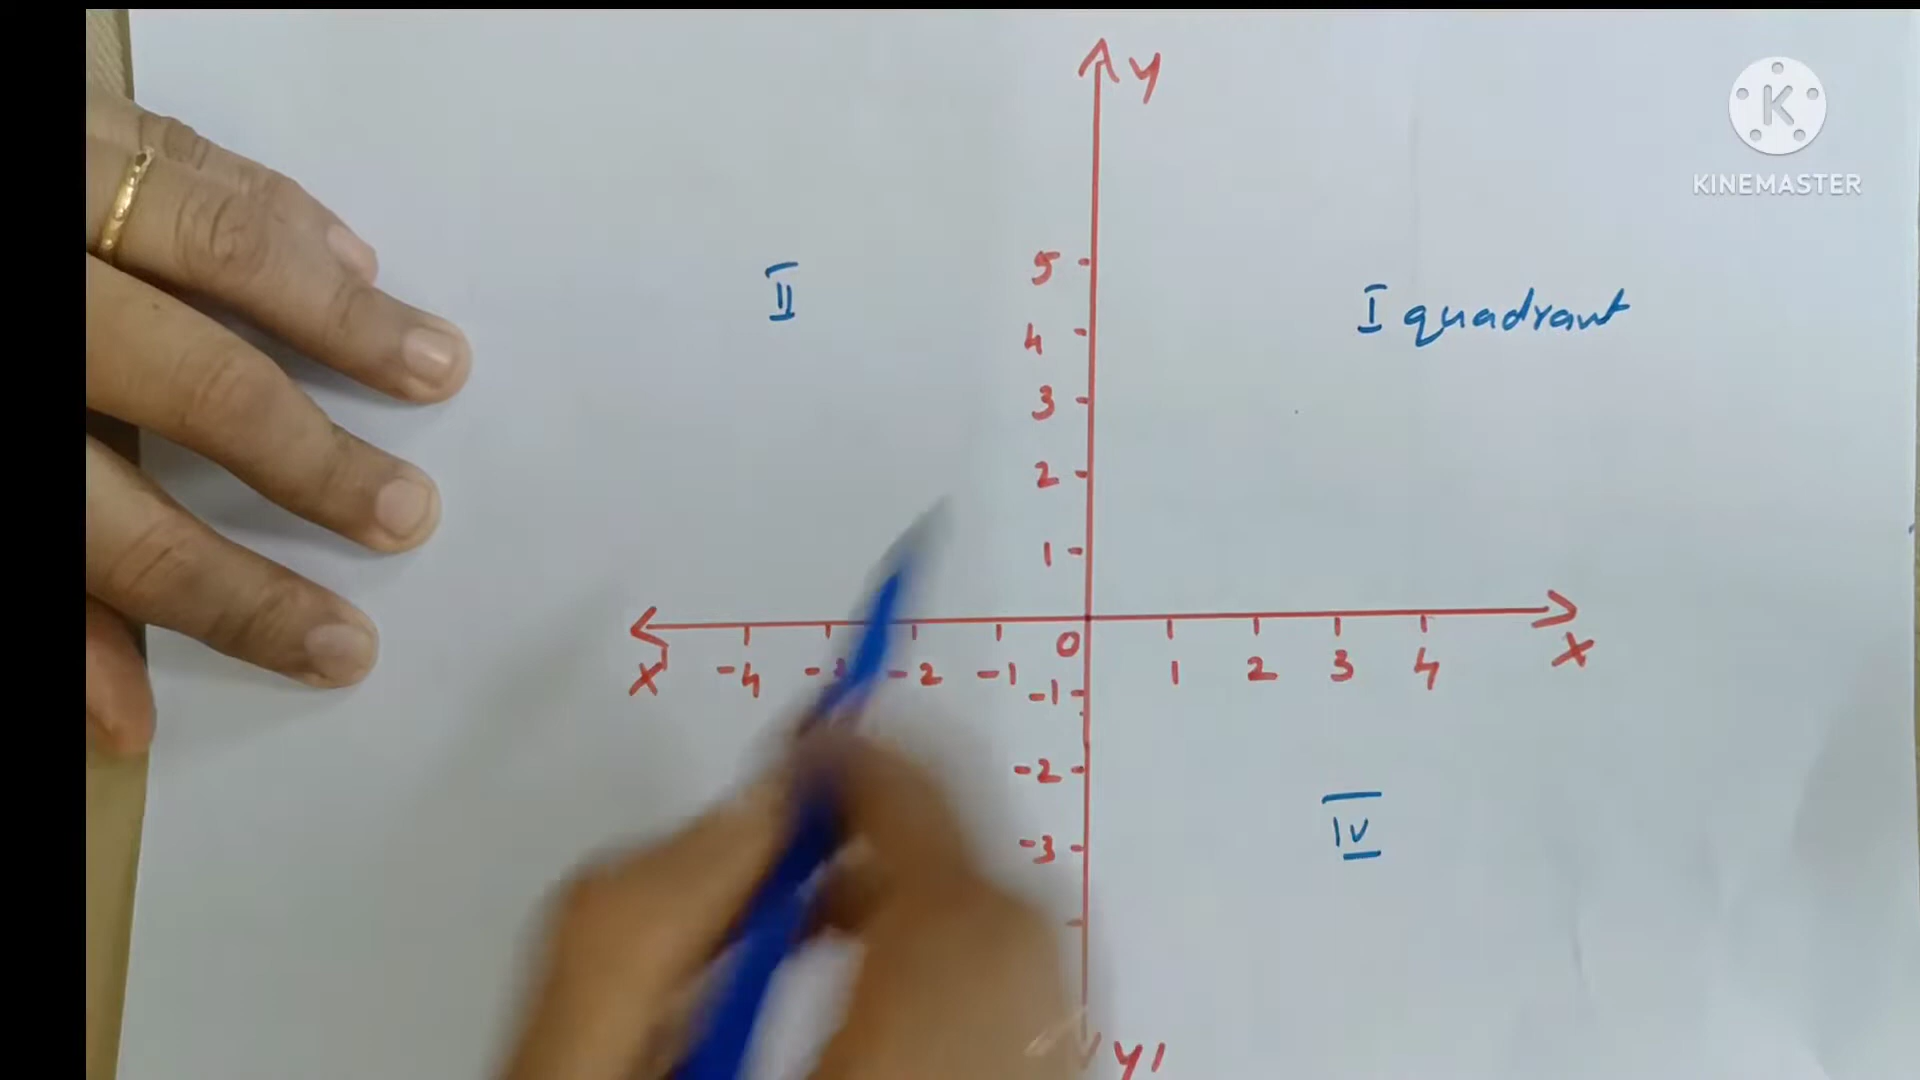 Y
KINEMASTER
5
II
I quadrant
4
3
2
1
0
X' -4 -2 -1 1 2 3 4 X
-1
-2
IV
-3
Y'